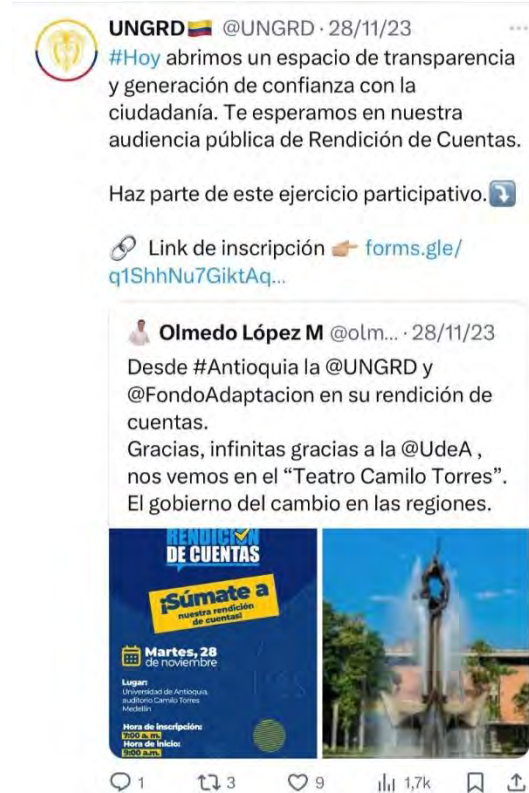 UNGRD🇨🇴 @UNGRD · 28/11/23
#Hoy abrimos un espacio de transparencia
y generación de confianza con la
ciudadanía. Te esperamos en nuestra
audiencia pública de Rendición de Cuentas.
Haz parte de este ejercicio participativo.⤵️
🔗 Link de inscripción 👉🏼 forms.gle/
q1ShhNu7GiktAq...
Olmedo López M @olm... · 28/11/23
Desde #Antioquia la @UNGRD y
@FondoAdaptacion en su rendición de
cuentas.
Gracias, infinitas gracias a la @UdeA ,
nos vemos en el “Teatro Camilo Torres”.
El gobierno del cambio en las regiones.
RENDICIÓN
DE CUENTAS
¡Súmate a
nuestra rendición
de cuentas!
Martes, 28
de noviembre
Lugar:
Universidad de Antioquia,
auditorio Camilo Torres
Medellín
Hora de inscripción:
7:00 a. m.
Hora de inicio:
9:00 a.m.
1 3 9 1,7k